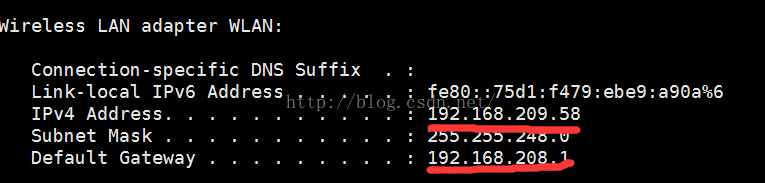 Wireless LAN adapter WLAN:
Connection-specific DNS Suffix . :
Link-local IPv6 Address . . . . . : fe80::75d1:f479:ebe9:a90a%6
http://blog.csdn.net/
IPv4 Address. . . . . . . . . . . : 192.168.209.58
Subnet Mask . . . . . . . . . . . : 255.255.248.0
Default Gateway . . . . . . . . . : 192.168.208.1